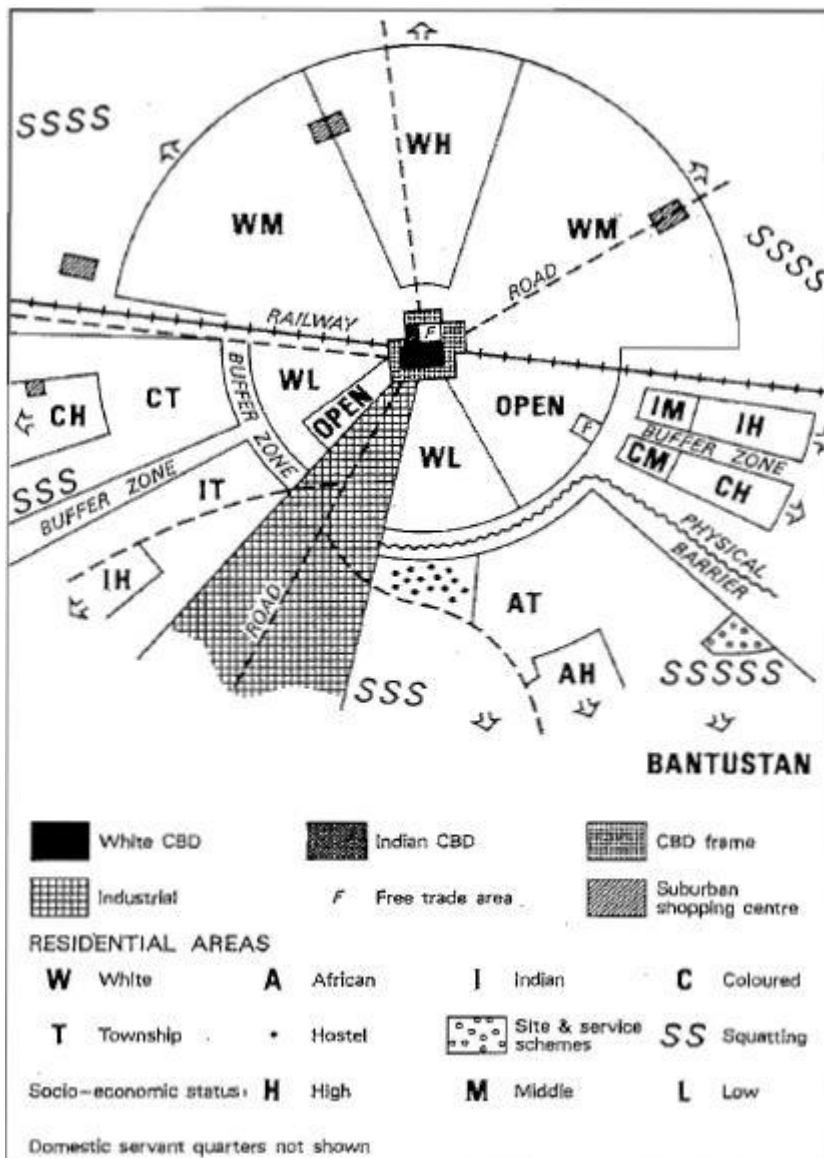 SSSS
WH
WM
WM
SSSS
ROAD
F
RAILWAY
BUFFER ZONE
WL
OPEN
OPEN
F
IM
IH
BUFFER ZONE
CM
CH
CT
CH
WL
SSS
BUFFER ZONE
IT
IH
PHYSICAL
BARRIER
ROAD
AT
AH
SSS
SSSSS
BANTUSTAN
White CBD
Indian CBD
CBD frame
Industrial
F Free trade area
Suburban
shopping centre
RESIDENTIAL AREAS
W White A African I Indian C Coloured
T Township • Hostel Site & service
schemes SS Squatting
Socio-economic status: H High M Middle L Low
Domestic servant quarters not shown